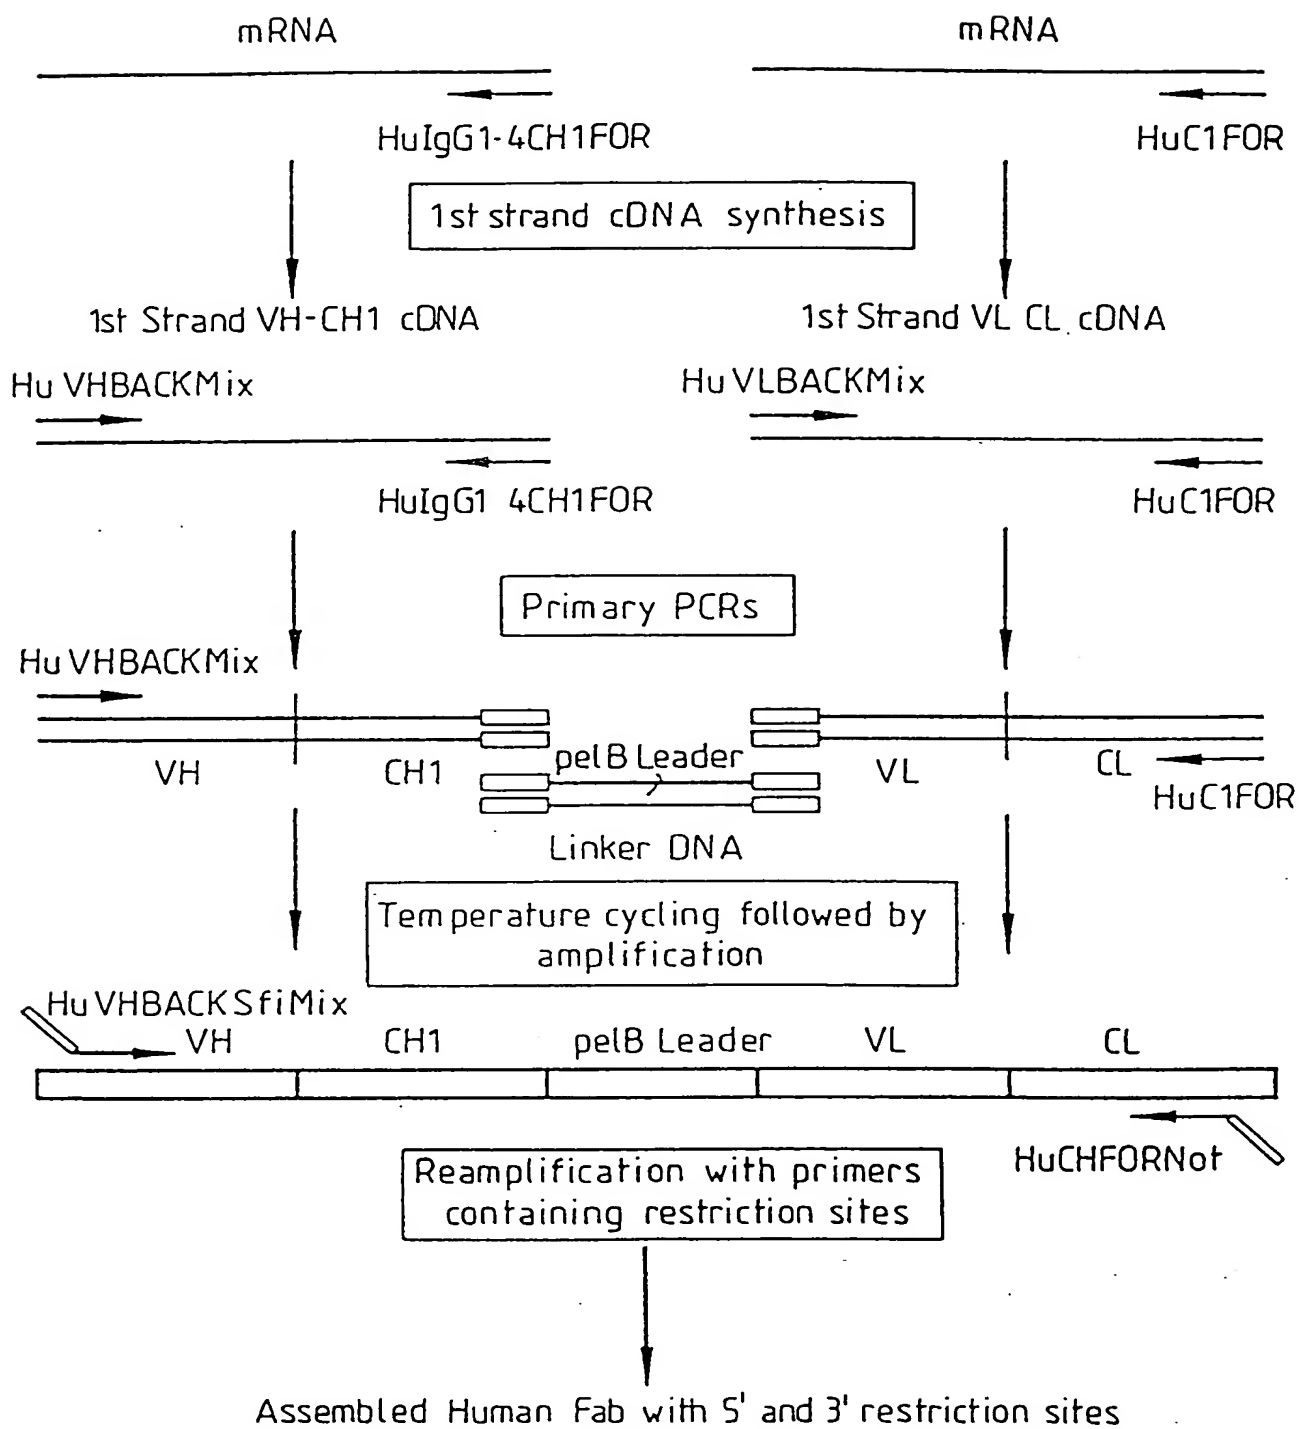 mRNA
mRNA
HuIgG1-4CH1FOR
HuC1FOR
1st strand cDNA synthesis
1st Strand VH-CH1 cDNA
1st Strand VL CL cDNA
Hu VHBACKMix
Hu VLBACKMix
HuIgG1 4CH1FOR
HuC1FOR
Primary PCRs
Hu VHBACKMix
VH
CH1
pelB Leader
VL
CL
HuC1FOR
Linker DNA
Temperature cycling followed by
amplification
Hu VHBACKSfiMix
VH
CH1
pelB Leader
VL
CL
HuCHFORNot
Reamplification with primers
containing restriction sites
Assembled Human Fab with 5' and 3' restriction sites